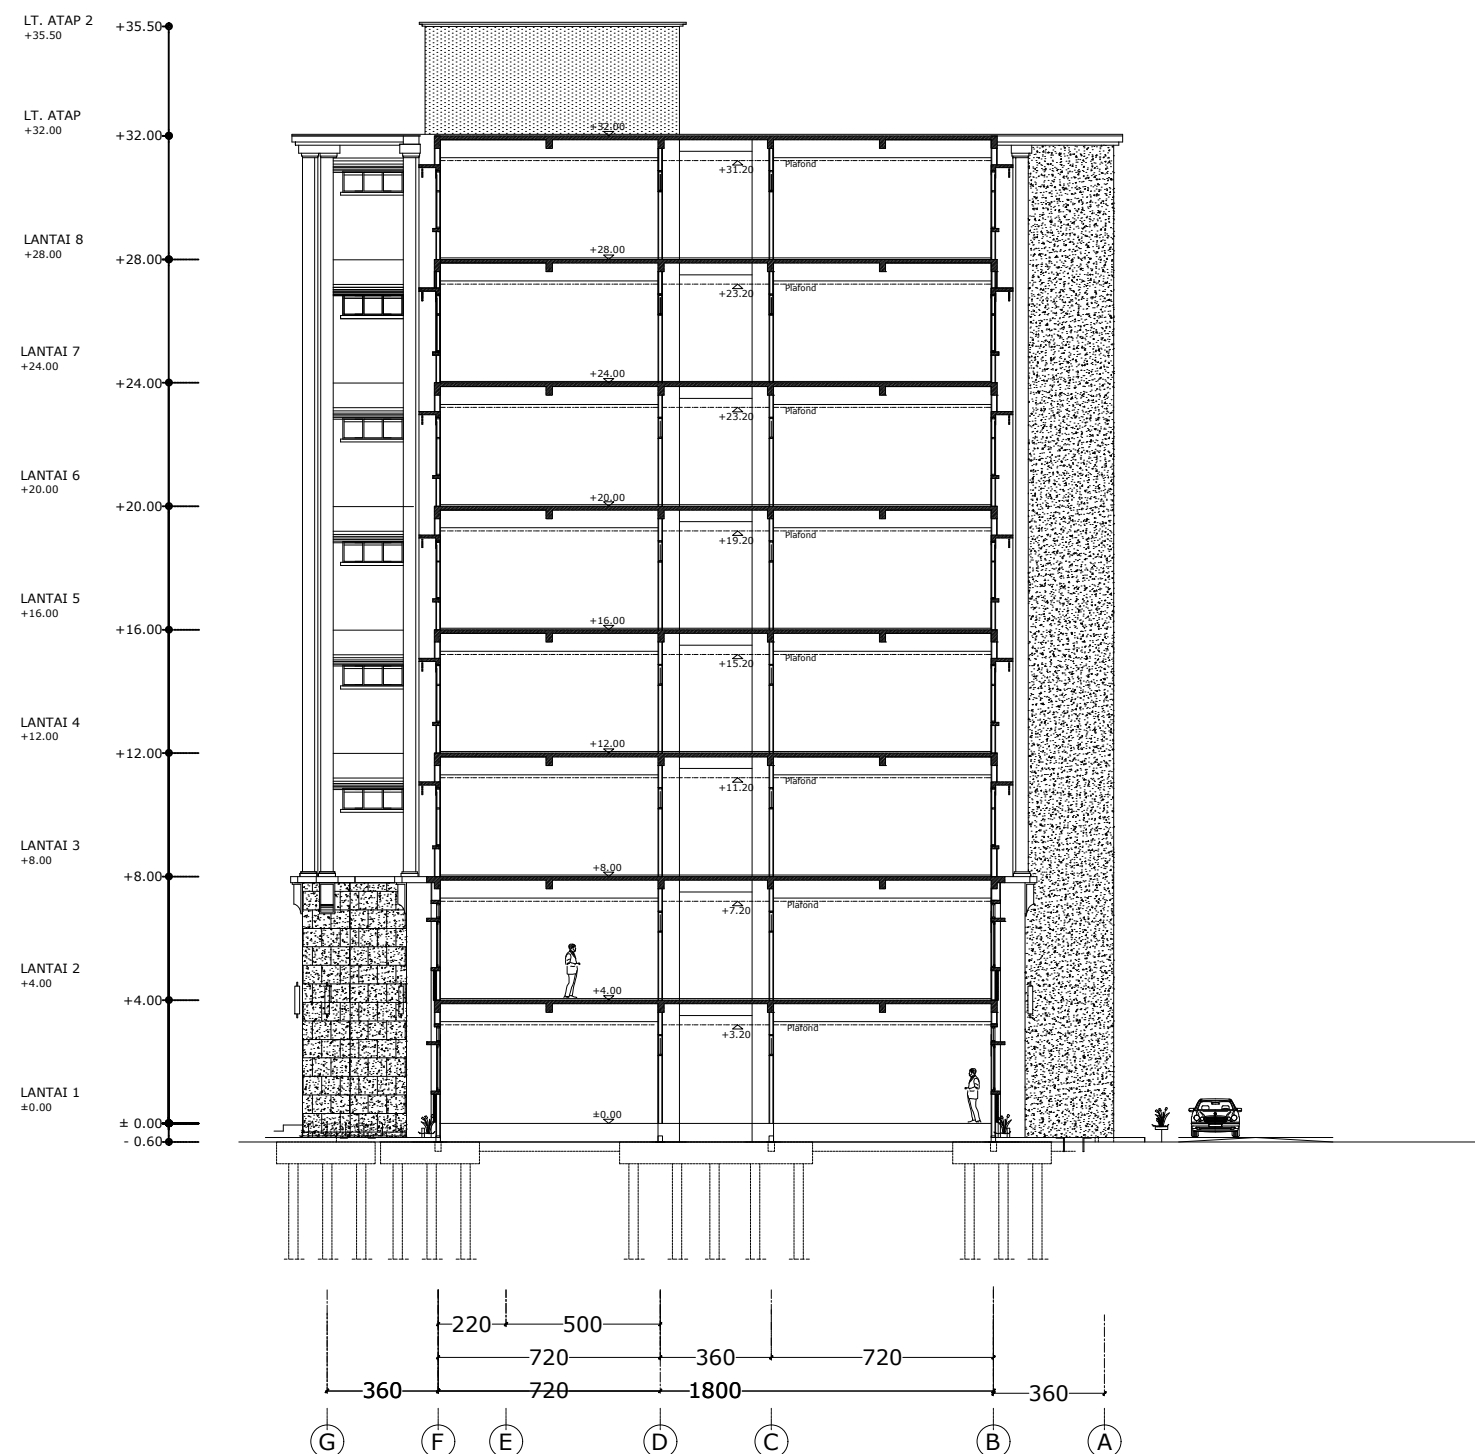 LT. ATAP 2
+35.50
+35.50
LT. ATAP
+32.00
+32.00
+32.00
+31.20
Plafond
LANTAI 8
+28.00
+28.00
+28.00
+23.20
Plafond
LANTAI 7
+24.00
+24.00
+24.00
+23.20
Plafond
LANTAI 6
+20.00
+20.00
+20.00
+19.20
Plafond
LANTAI 5
+16.00
+16.00
+16.00
+15.20
Plafond
LANTAI 4
+12.00
+12.00
+12.00
+11.20
Plafond
LANTAI 3
+8.00
+8.00
+8.00
+7.20
Plafond
LANTAI 2
+4.00
+4.00
+4.00
+3.20
Plafond
LANTAI 1
±0.00
± 0.00
±0.00
- 0.60
220 500
720 360 720
360 720 1800 360
G F E D C B A